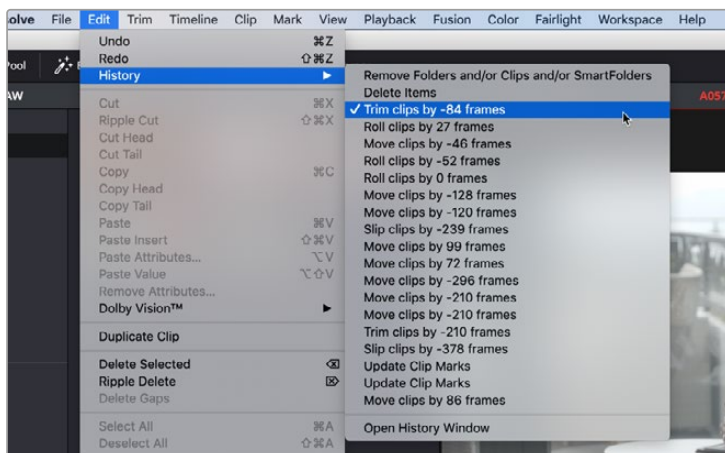 olve File Edit Trim Timeline Clip Mark View Playback Fusion Color Fairlight Workspace Help
Undo ⌘Z
Redo ⇧⌘Z
History ▶
Cut ⌘X
Ripple Cut ⇧⌘X
Cut Head
Cut Tail
Copy ⌘C
Copy Head
Copy Tail
Paste ⌘V
Paste Insert ⇧⌘V
Paste Attributes... ⌥V
Paste Value ⌥⇧V
Remove Attributes...
Dolby Vision™ ▶
Duplicate Clip
Delete Selected ⌫
Ripple Delete ⌦
Delete Gaps
Select All ⌘A
Deselect All ⇧⌘A
Remove Folders and/or Clips and/or SmartFolders
Delete Items
✓ Trim clips by -84 frames
Roll clips by 27 frames
Move clips by -46 frames
Roll clips by -52 frames
Roll clips by 0 frames
Move clips by -128 frames
Move clips by -120 frames
Slip clips by -239 frames
Move clips by 99 frames
Move clips by 72 frames
Move clips by -296 frames
Move clips by -210 frames
Move clips by -210 frames
Trim clips by -210 frames
Slip clips by -378 frames
Update Clip Marks
Update Clip Marks
Move clips by 86 frames
Open History Window
ool
AW
A057